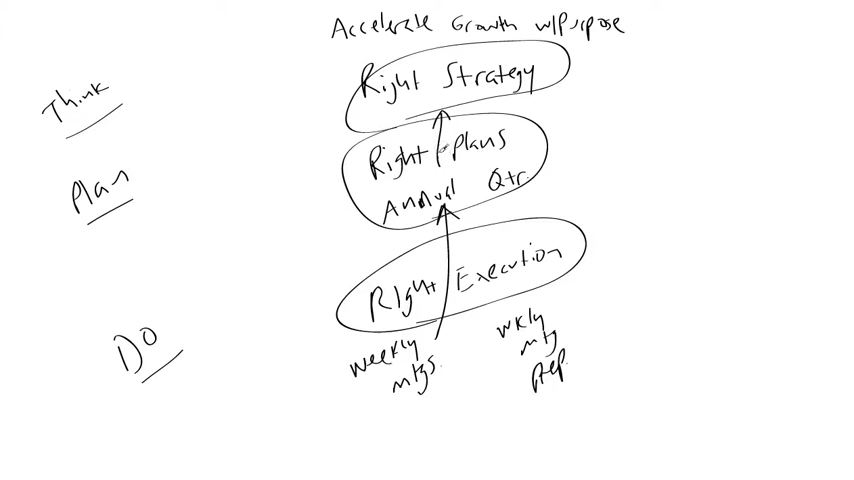 Accelerate Growth w/Purpose
Right Strategy
Think
Right Plans
Annual Qtr.
Plan
Right Execution
Do
Weekly
mtgs.
wkly
mtg
prep.